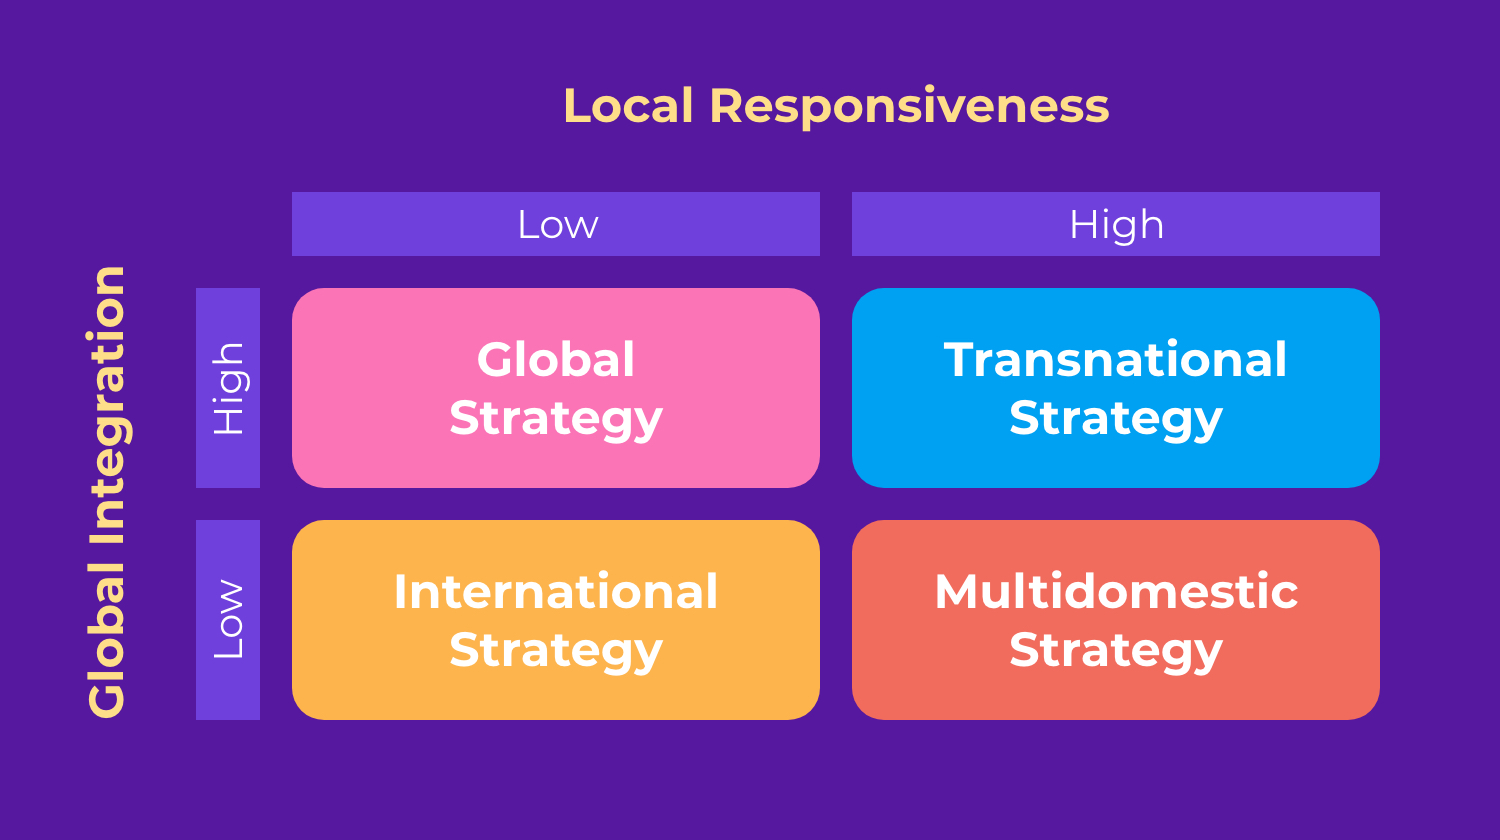 Local Responsiveness
Low
High
Global Integration
High
Global
Strategy
Transnational
Strategy
Low
International
Strategy
Multidomestic
Strategy